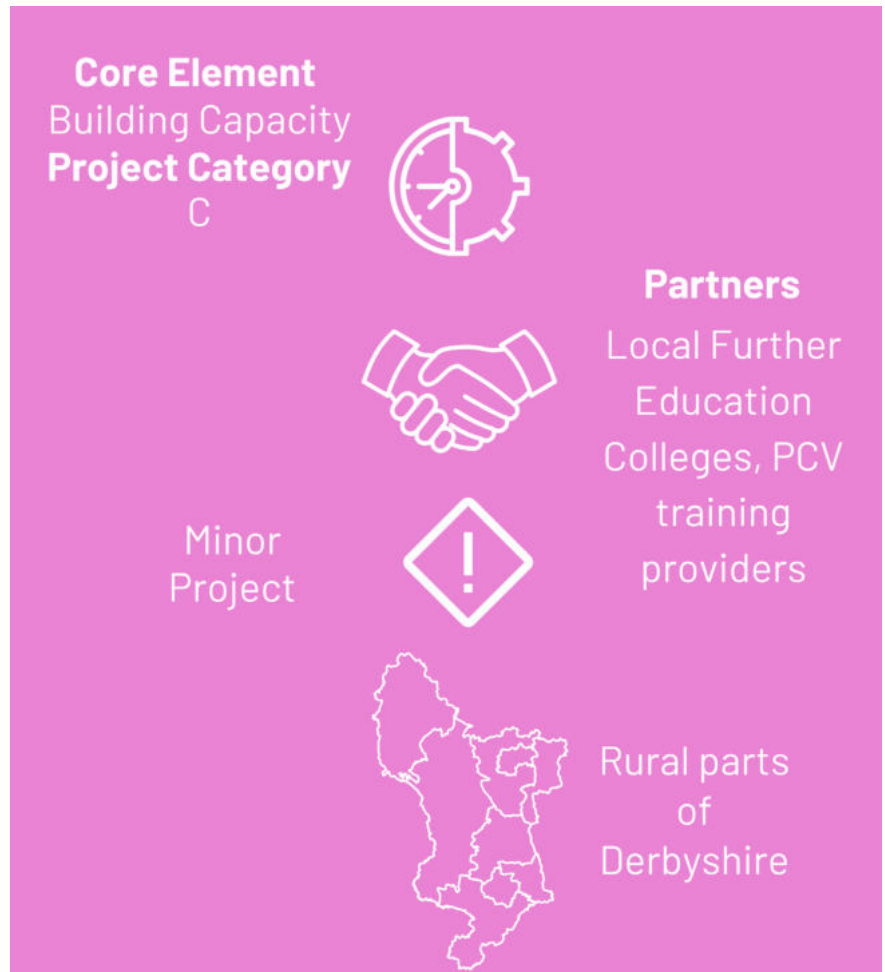 Core Element
Building Capacity
Project Category
C
Partners
Local Further
Education
Colleges, PCV
training
providers
Minor
Project
!
Rural parts
of
Derbyshire